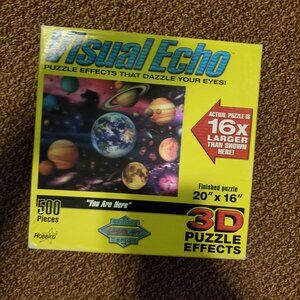 Visual Echo
PUZZLE EFFECTS THAT DAZZLE YOUR EYES!
ACTUAL PUZZLE IS
16x
LARGER
THAN SHOWN
HERE!
Finished puzzle
20" x 16"
500
Pieces
"You Are Here"
3D
PUZZLE
EFFECTS